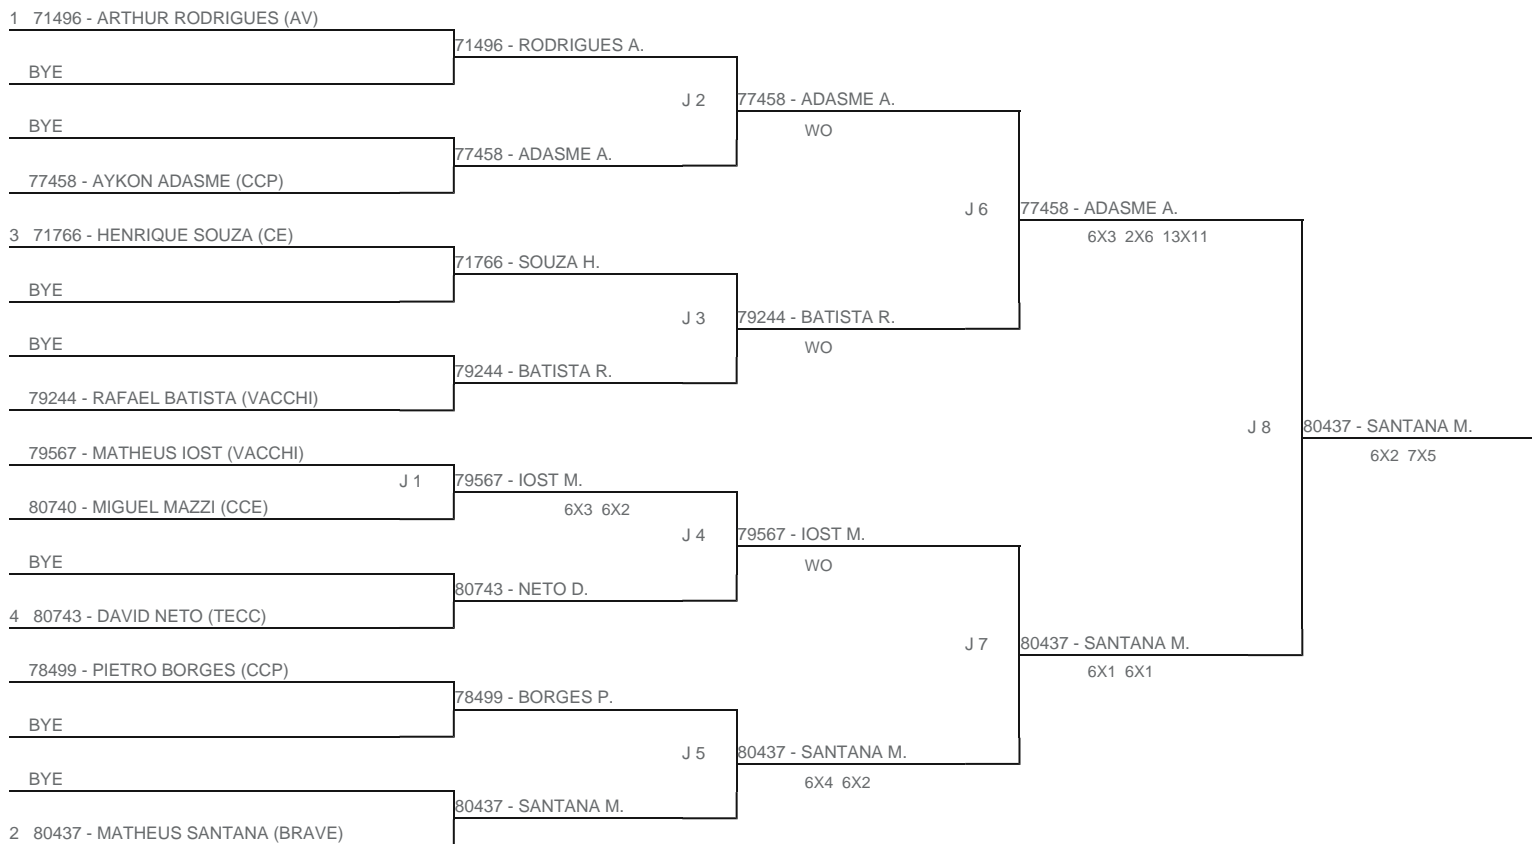 1 71496 - ARTHUR RODRIGUES (AV)
71496 - RODRIGUES A.
BYE
J 2
77458 - ADASME A.
WO
BYE
77458 - ADASME A.
77458 - AYKON ADASME (CCP)
J 6
77458 - ADASME A.
6X3 2X6 13X11
3 71766 - HENRIQUE SOUZA (CE)
71766 - SOUZA H.
BYE
J 3
79244 - BATISTA R.
WO
BYE
79244 - BATISTA R.
79244 - RAFAEL BATISTA (VACCHI)
J 8
80437 - SANTANA M.
6X2 7X5
79567 - MATHEUS IOST (VACCHI)
J 1
79567 - IOST M.
6X3 6X2
80740 - MIGUEL MAZZI (CCE)
J 4
79567 - IOST M.
WO
BYE
80743 - NETO D.
4 80743 - DAVID NETO (TECC)
J 7
80437 - SANTANA M.
6X1 6X1
78499 - PIETRO BORGES (CCP)
78499 - BORGES P.
BYE
J 5
80437 - SANTANA M.
6X4 6X2
BYE
80437 - SANTANA M.
2 80437 - MATHEUS SANTANA (BRAVE)